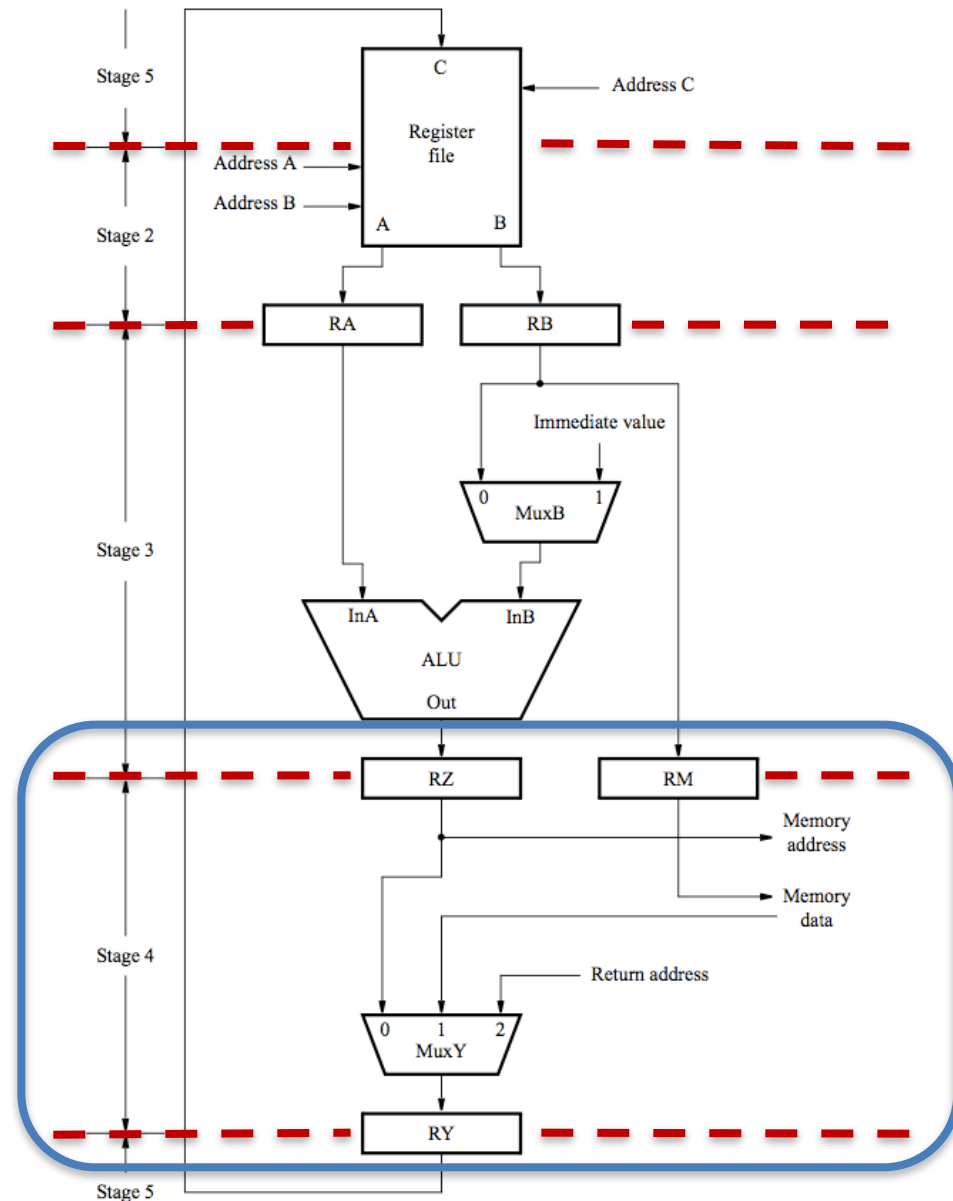 C
Stage 5
Address C
Register
file
Address A
Address B
A
B
Stage 2
RA
RB
Immediate value
0
1
MuxB
Stage 3
InA
InB
ALU
Out
RZ
RM
Memory
address
Memory
data
Stage 4
Return address
0
1
2
MuxY
RY
Stage 5